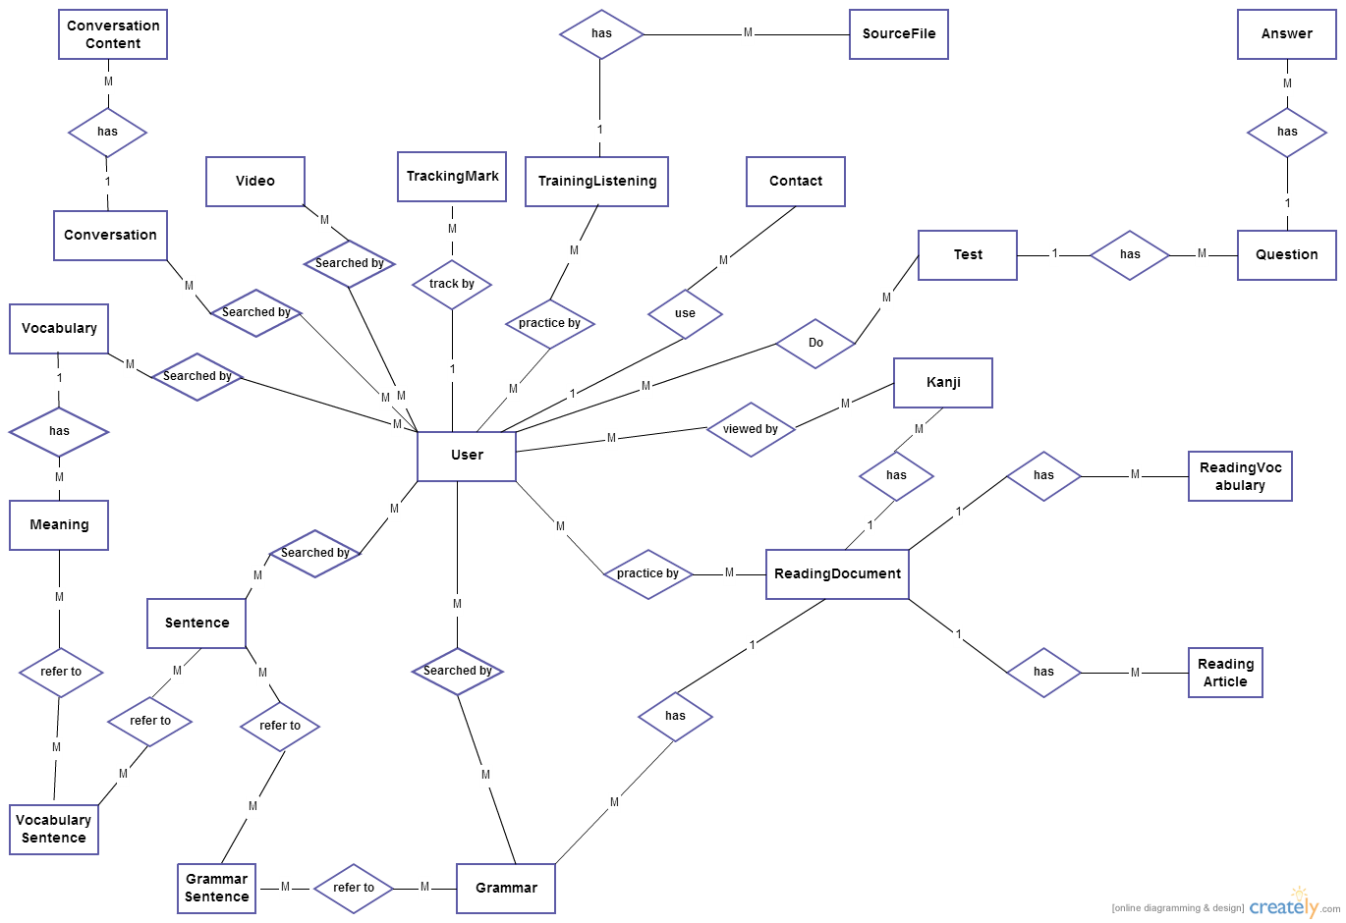 Conversation
Content
has
SourceFile
Answer
M
M
M
has
has
1
1
M
1
Video
TrackingMark
TrainingListening
Contact
Conversation
M
M
M
M
Searched by
track by
M
Test
1
has
M
Question
M
Searched by
practice by
use
M
Vocabulary
Do
M
Searched by
1
1
M
M
M
M
1
M
Kanji
M
M
has
viewed by
M
M
User
M
M
has
1
has
M
ReadingVoc
abulary
Meaning
M
M
1
1
Searched by
M
practice by
M
ReadingDocument
M
M
M
Sentence
1
1
M
M
refer to
Searched by
has
M
Reading
Article
refer to
refer to
has
M
M
M
M
M
Vocabulary
Sentence
Grammar
Sentence
M
refer to
M
Grammar
[online diagramming & design] creately.com